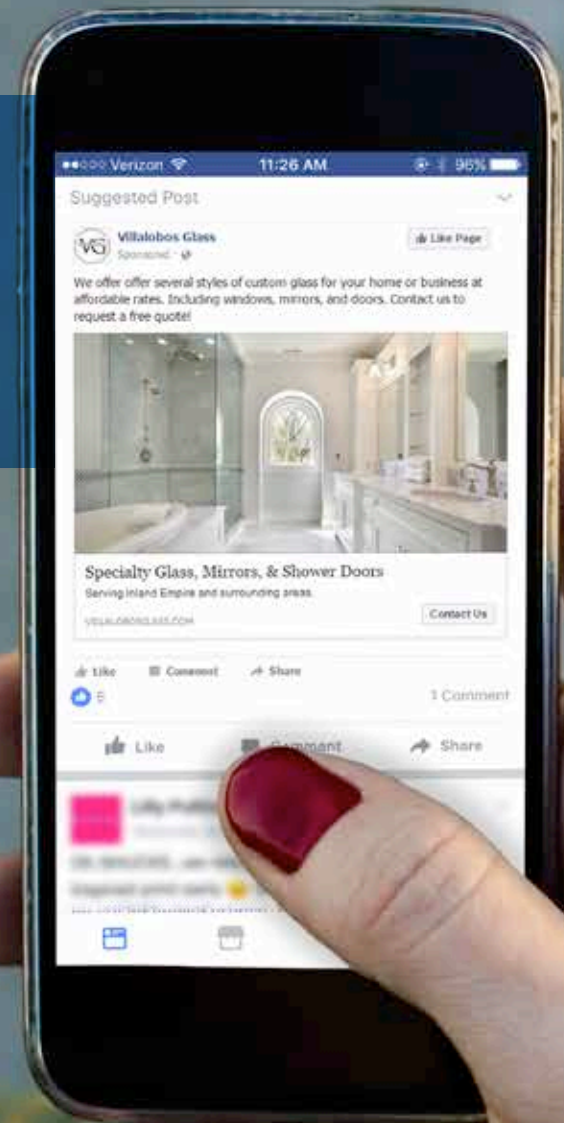 Verizon 11:26 AM 96%
Suggested Post
VG Villalobos Glass Like Page
Sponsored
We offer offer several styles of custom glass for your home or business at
affordable rates. Including windows, mirrors, and doors. Contact us to
request a free quote!
Specialty Glass, Mirrors, & Shower Doors
Serving Inland Empire and surrounding areas.
VILLALOBOSGLASS.COM Contact Us
Like Comment Share
1 Comment
Like Comment Share